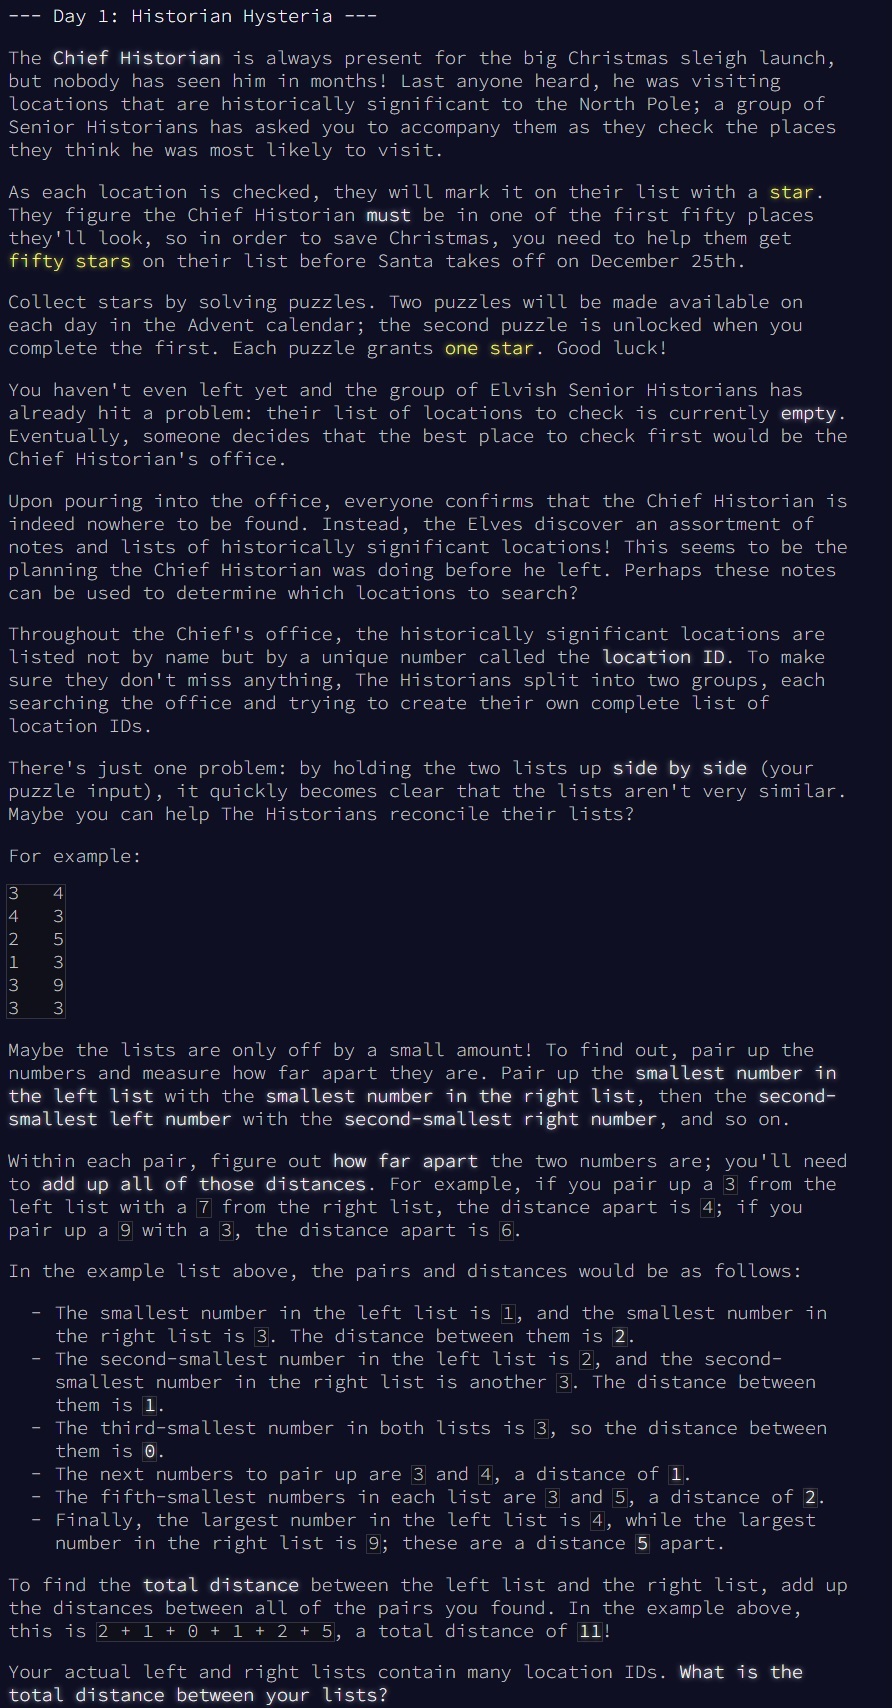 --- Day 1: Historian Hysteria ---
The Chief Historian is always present for the big Christmas sleigh launch,
but nobody has seen him in months! Last anyone heard, he was visiting
locations that are historically significant to the North Pole; a group of
Senior Historians has asked you to accompany them as they check the places
they think he was most likely to visit.
As each location is checked, they will mark it on their list with a star.
They figure the Chief Historian must be in one of the first fifty places
they'll look, so in order to save Christmas, you need to help them get
fifty stars on their list before Santa takes off on December 25th.
Collect stars by solving puzzles. Two puzzles will be made available on
each day in the Advent calendar; the second puzzle is unlocked when you
complete the first. Each puzzle grants one star. Good luck!
You haven't even left yet and the group of Elvish Senior Historians has
already hit a problem: their list of locations to check is currently empty.
Eventually, someone decides that the best place to check first would be the
Chief Historian's office.
Upon pouring into the office, everyone confirms that the Chief Historian is
indeed nowhere to be found. Instead, the Elves discover an assortment of
notes and lists of historically significant locations! This seems to be the
planning the Chief Historian was doing before he left. Perhaps these notes
can be used to determine which locations to search?
Throughout the Chief's office, the historically significant locations are
listed not by name but by a unique number called the location ID. To make
sure they don't miss anything, The Historians split into two groups, each
searching the office and trying to create their own complete list of
location IDs.
There's just one problem: by holding the two lists up side by side (your
puzzle input), it quickly becomes clear that the lists aren't very similar.
Maybe you can help The Historians reconcile their lists?
For example:
3   4
4   3
2   5
1   3
3   9
3   3
Maybe the lists are only off by a small amount! To find out, pair up the
numbers and measure how far apart they are. Pair up the smallest number in
the left list with the smallest number in the right list, then the second-
smallest left number with the second-smallest right number, and so on.
Within each pair, figure out how far apart the two numbers are; you'll need
to add up all of those distances. For example, if you pair up a 3 from the
left list with a 7 from the right list, the distance apart is 4; if you
pair up a 9 with a 3, the distance apart is 6.
In the example list above, the pairs and distances would be as follows:
- The smallest number in the left list is 1, and the smallest number in
the right list is 3. The distance between them is 2.
- The second-smallest number in the left list is 2, and the second-
smallest number in the right list is another 3. The distance between
them is 1.
- The third-smallest number in both lists is 3, so the distance between
them is 0.
- The next numbers to pair up are 3 and 4, a distance of 1.
- The fifth-smallest numbers in each list are 3 and 5, a distance of 2.
- Finally, the largest number in the left list is 4, while the largest
number in the right list is 9; these are a distance 5 apart.
To find the total distance between the left list and the right list, add up
the distances between all of the pairs you found. In the example above,
this is 2 + 1 + 0 + 1 + 2 + 5, a total distance of 11!
Your actual left and right lists contain many location IDs. What is the
total distance between your lists?